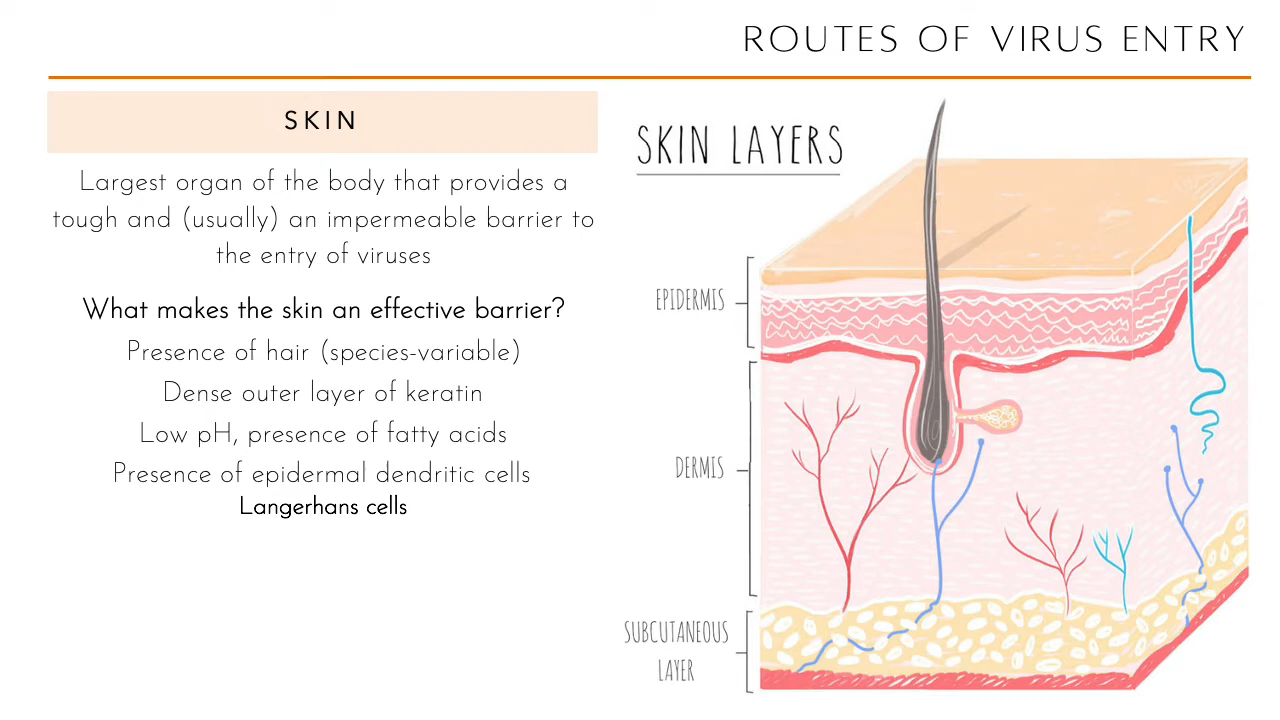 ROUTES OF VIRUS ENTRY
SKIN
Largest organ of the body that provides a
tough and (usually) an impermeable barrier to
the entry of viruses
What makes the skin an effective barrier?
Presence of hair (species-variable)
Dense outer layer of keratin
Low pH, presence of fatty acids
Presence of epidermal dendritic cells
Langerhans cells
SKIN LAYERS
EPIDERMIS
DERMIS
SUBCUTANEOUS
LAYER